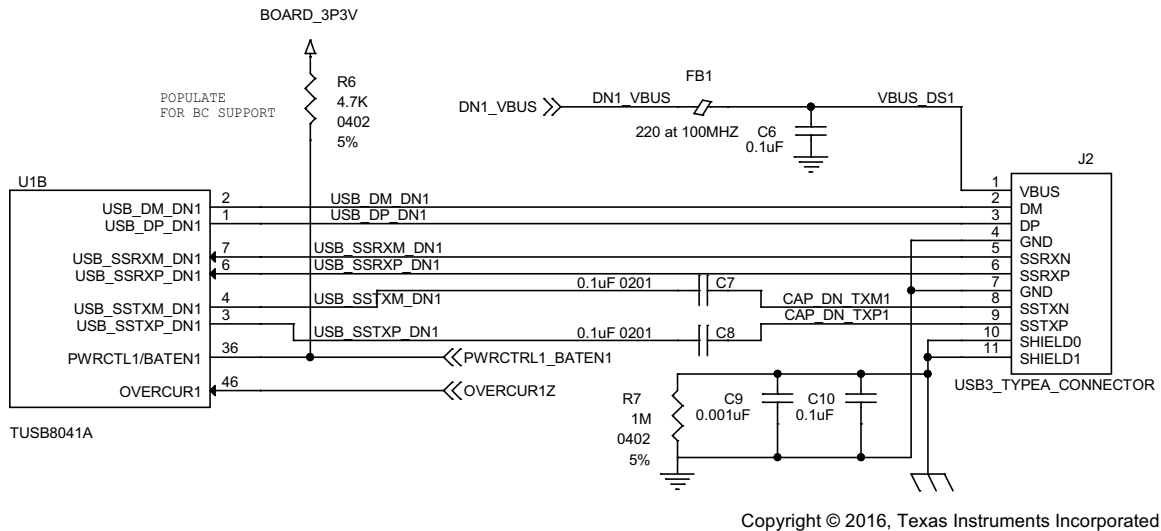 BOARD_3P3V
POPULATE
FOR BC SUPPORT
R6
4.7K
0402
5%
DN1_VBUS
DN1_VBUS
FB1
220 at 100MHZ
VBUS_DS1
C6
0.1uF
U1B
USB_DM_DN1
2
USB_DM_DN1
USB_DP_DN1
1
USB_DP_DN1
USB_SSRXM_DN1
7
USB_SSRXM_DN1
USB_SSRXP_DN1
6
USB_SSRXP_DN1
USB_SSTXM_DN1
4
USB_SSTXM_DN1
0.1uF 0201
C7
CAP_DN_TXM1
USB_SSTXP_DN1
3
USB_SSTXP_DN1
0.1uF 0201
C8
CAP_DN_TXP1
PWRCTL1/BATEN1
36
PWRCTRL1_BATEN1
OVERCUR1
46
OVERCUR1Z
TUSB8041A
J2
1
VBUS
2
DM
3
DP
4
GND
5
SSRXN
6
SSRXP
7
GND
8
SSTXN
9
SSTXP
10
SHIELD0
11
SHIELD1
USB3_TYPEA_CONNECTOR
R7
1M
0402
5%
C9
0.001uF
C10
0.1uF
Copyright © 2016, Texas Instruments Incorporated